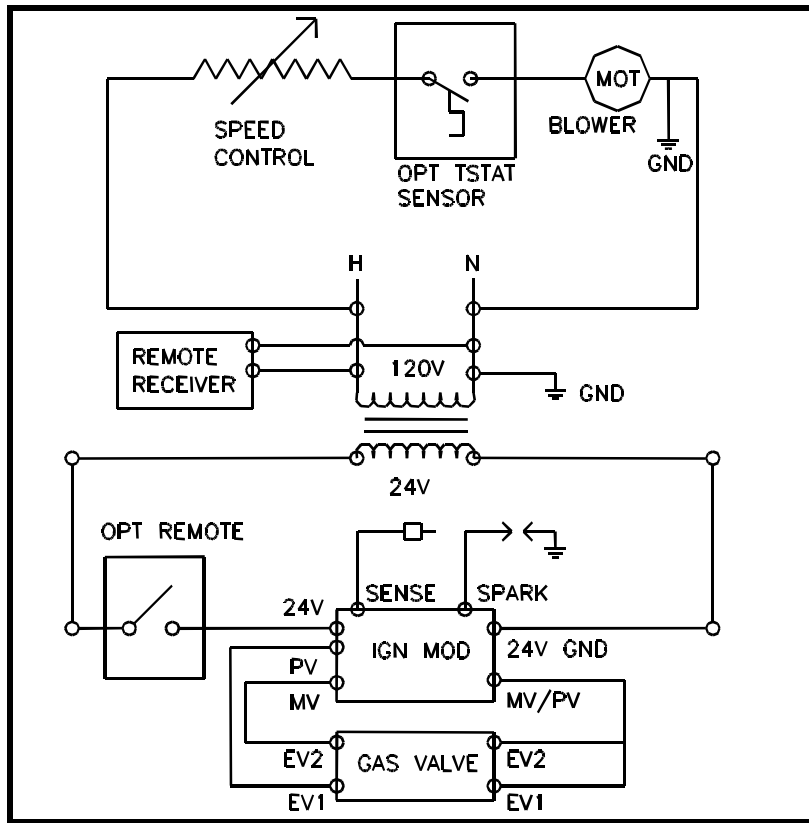 MOT
SPEED
CONTROL
BLOWER
GND
OPT TSTAT
SENSOR
H
N
REMOTE
RECEIVER
120V
GND
24V
OPT REMOTE
SENSE
SPARK
24V
IGN MOD
24V GND
PV
MV
MV/PV
EV2
GAS VALVE
EV2
EV1
EV1